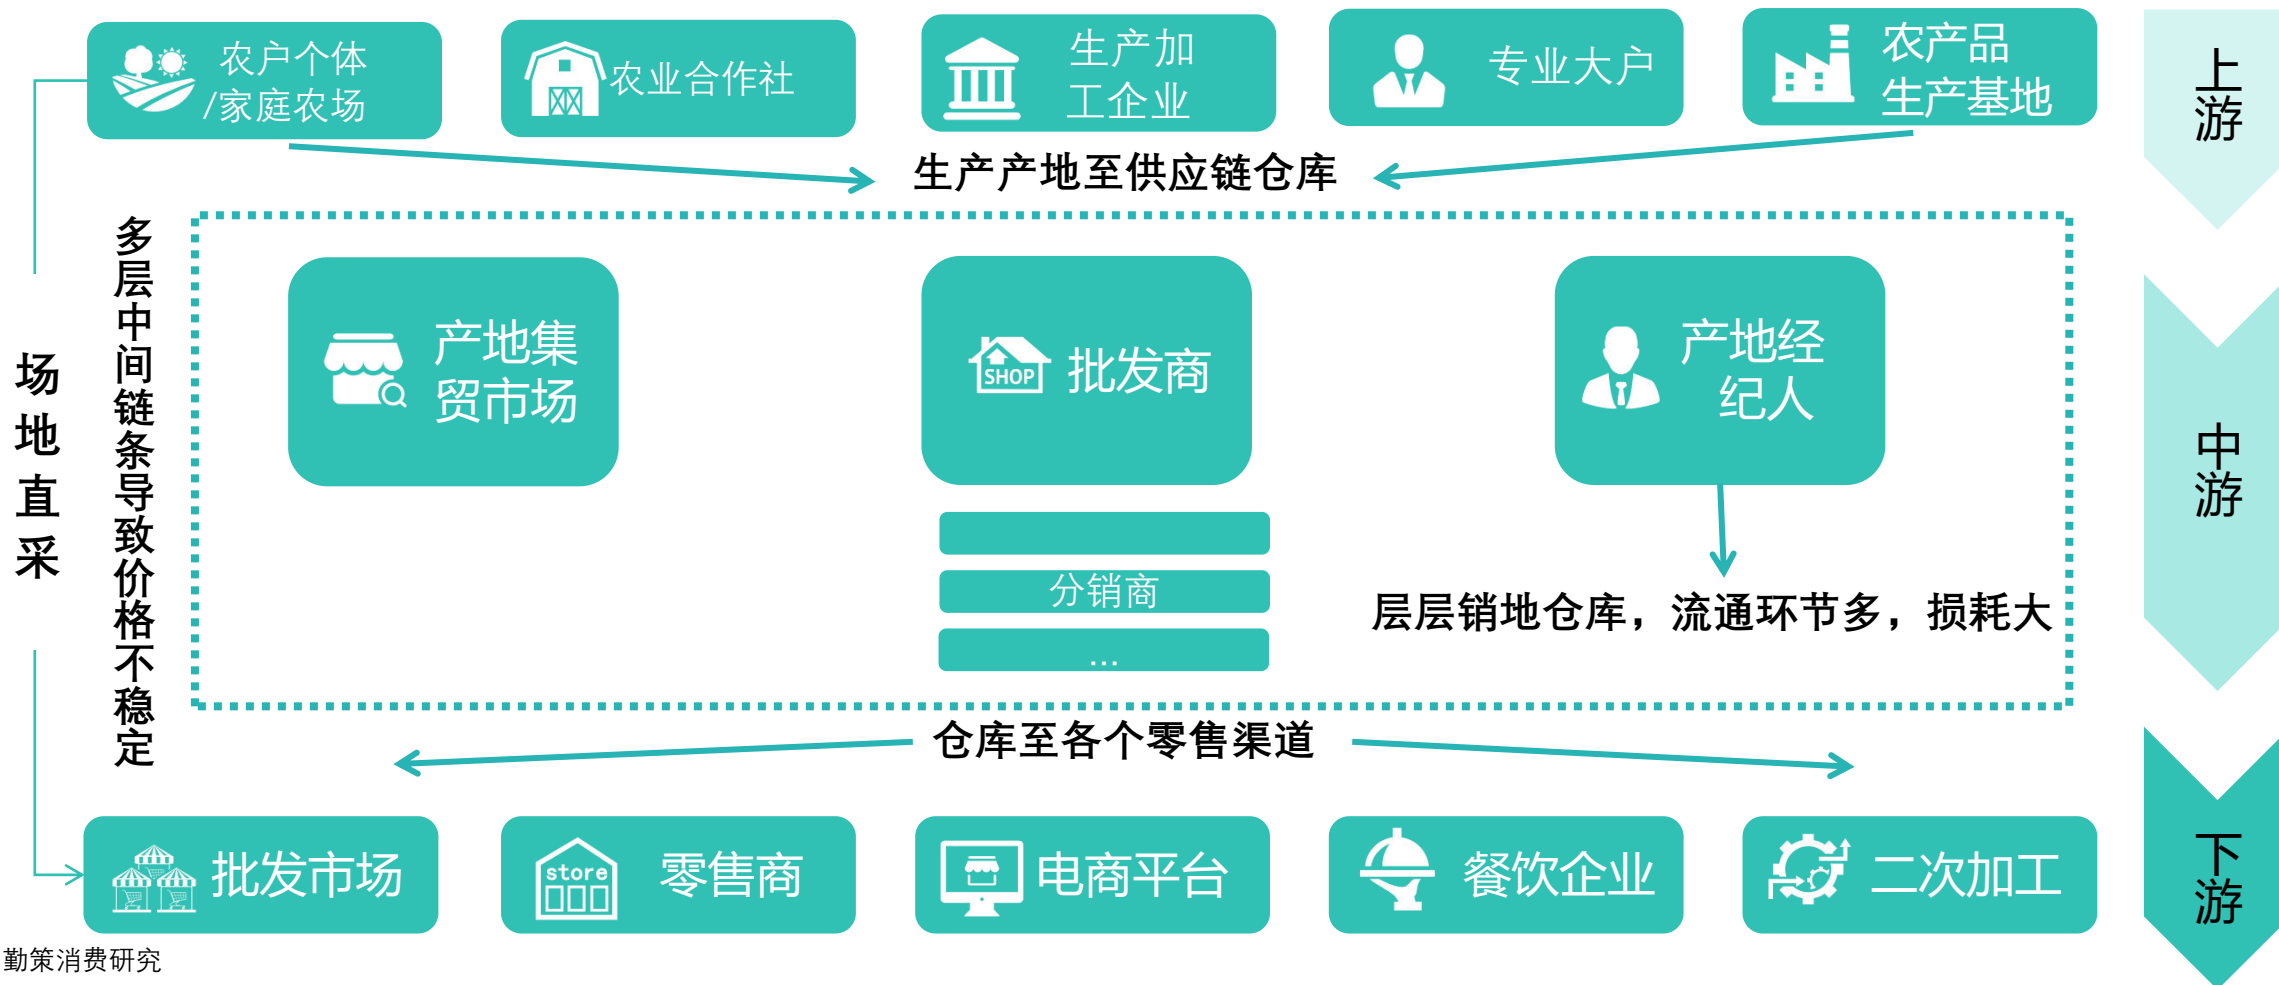 农户个体
/家庭农场
农业合作社
生产加
工企业
专业大户
农产品
生产基地
上游
生产产地至供应链仓库
场地直采
多层中间链条导致价格不稳定
产地集
贸市场
SHOP
批发商
产地经
纪人
中游
分销商
...
层层销地仓库，流通环节多，损耗大
仓库至各个零售渠道
批发市场
store
零售商
电商平台
餐饮企业
二次加工
下游
勤策消费研究